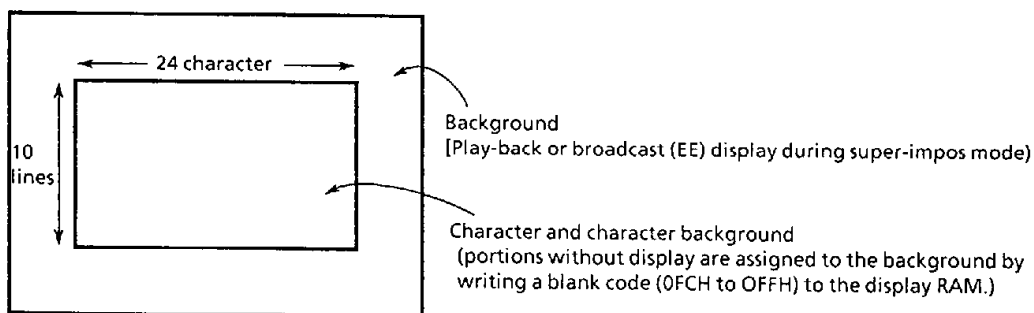 24 character
10
lines
Background
[Play-back or broadcast (EE) display during super-impos mode)
Character and character background
(portions without display are assigned to the background by
writing a blank code (0FCH to OFFH) to the display RAM.)